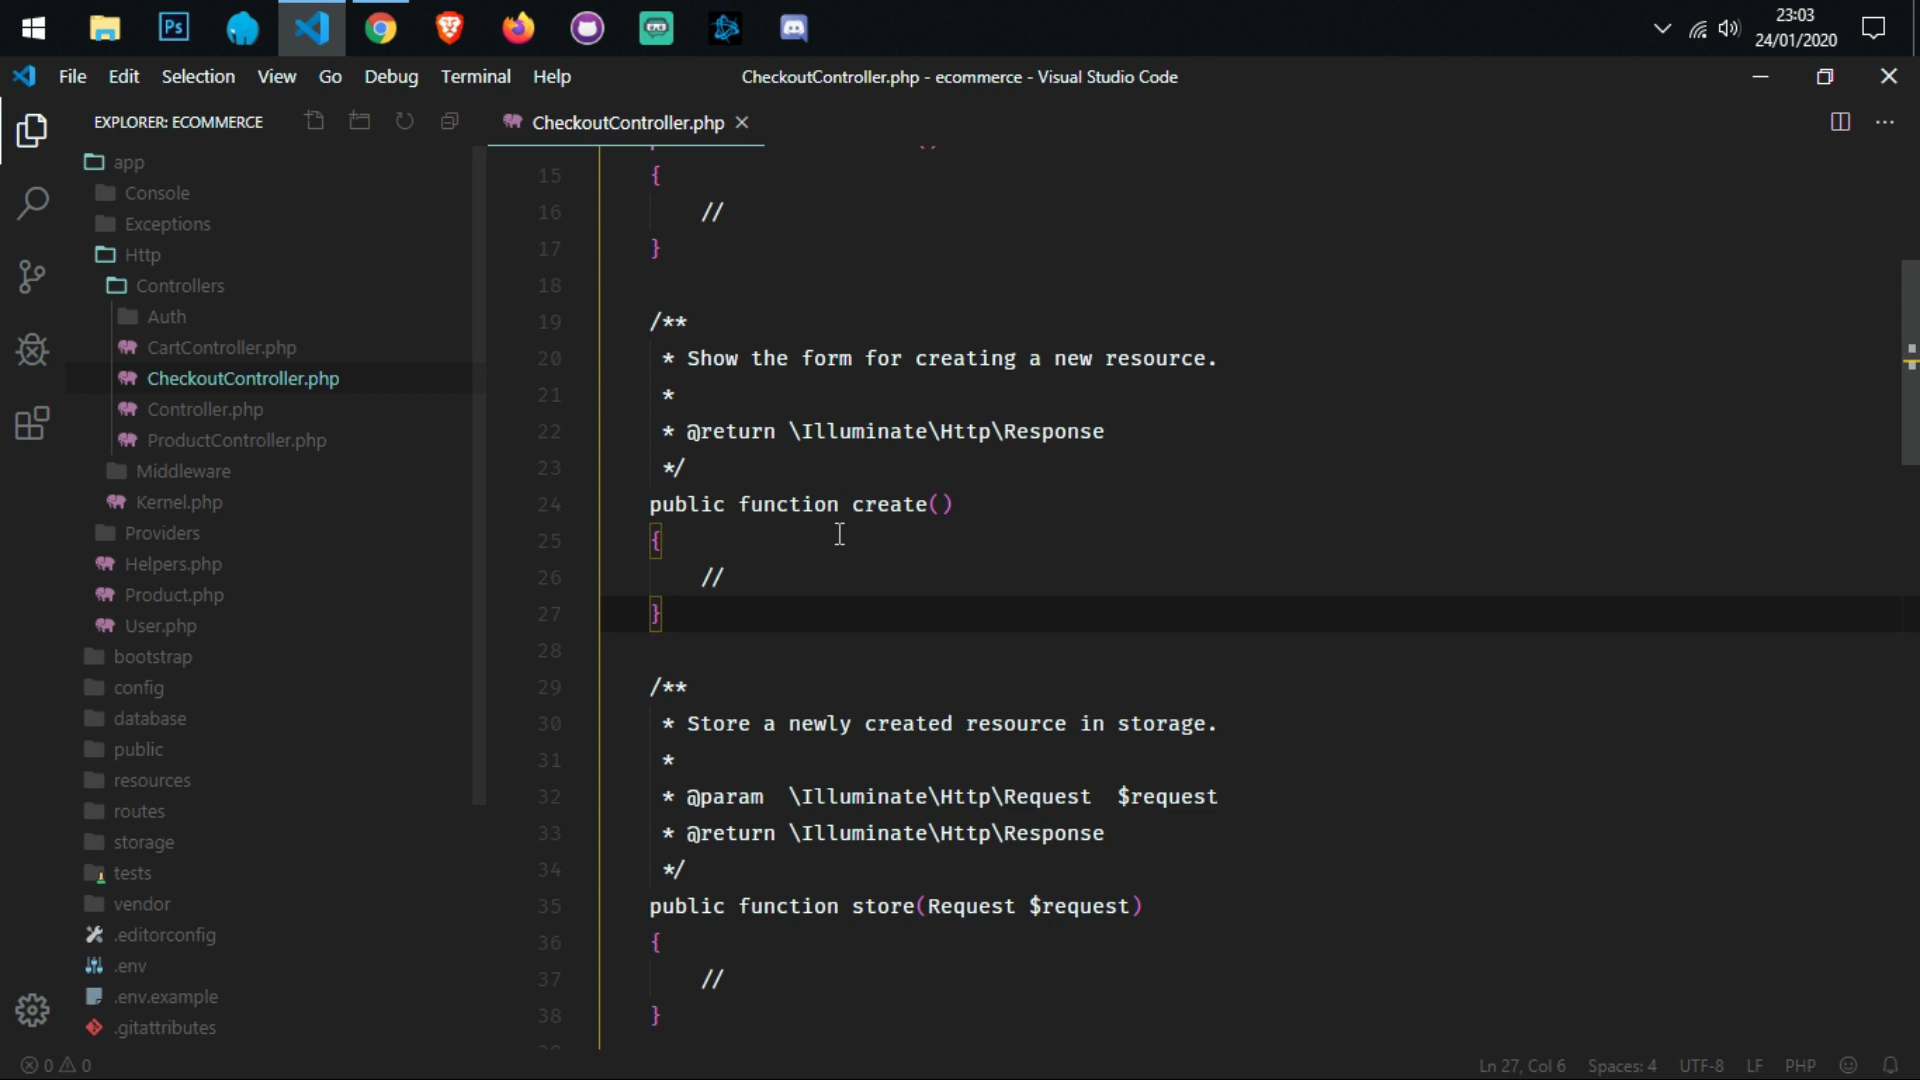 Ps
23:03
24/01/2020
File Edit Selection View Go Debug Terminal Help
CheckoutController.php - ecommerce - Visual Studio Code
EXPLORER: ECOMMERCE
CheckoutController.php
app
Console
Exceptions
Http
Controllers
Auth
CartController.php
CheckoutController.php
Controller.php
ProductController.php
Middleware
Kernel.php
Providers
Helpers.php
Product.php
User.php
bootstrap
config
database
public
resources
routes
storage
tests
vendor
.editorconfig
.env
.env.example
.gitattributes
15 {
16 //
17 }
18
19 /**
20 * Show the form for creating a new resource.
21 *
22 * @return \Illuminate\Http\Response
23 */
24 public function create()
25 {
26 //
27 }
28
29 /**
30 * Store a newly created resource in storage.
31 *
32 * @param  \Illuminate\Http\Request  $request
33 * @return \Illuminate\Http\Response
34 */
35 public function store(Request $request)
36 {
37 //
38 }
0 0
Ln 27, Col 6 Spaces: 4 UTF-8 LF PHP